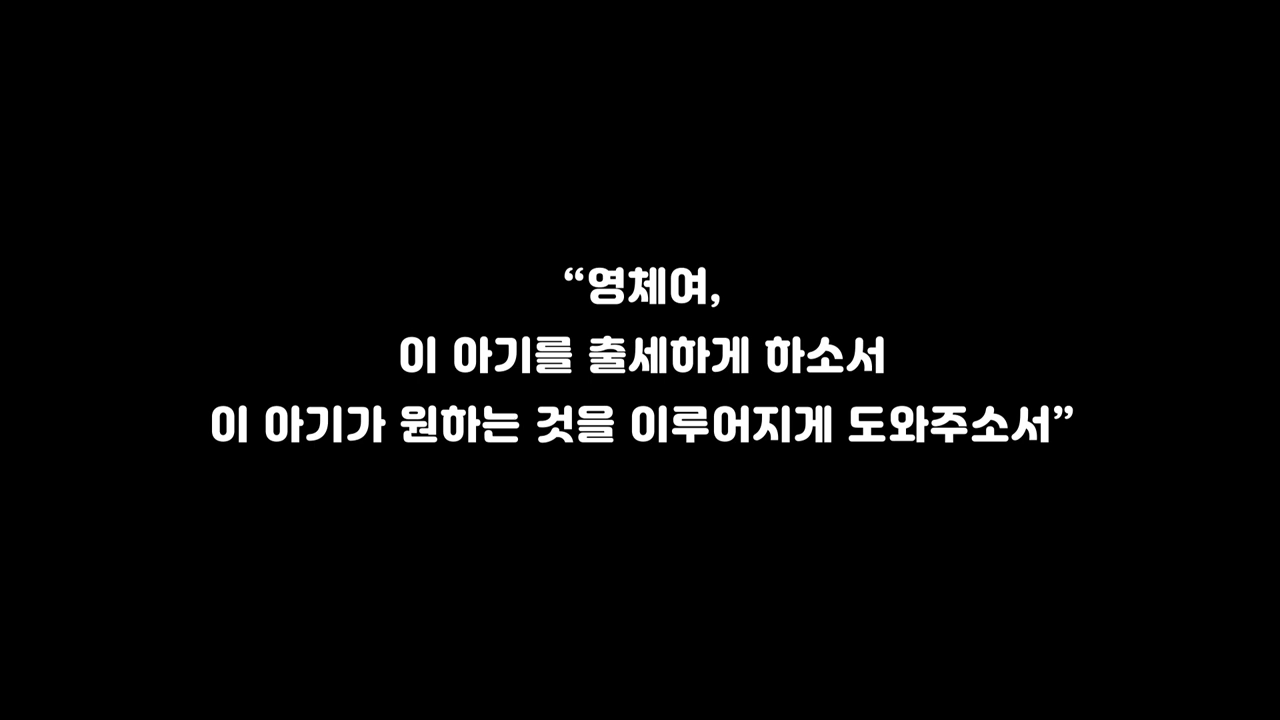 “영체여,
이 아기를 출세하게 하소서
이 아기가 원하는 것을 이루어지게 도와주소서”